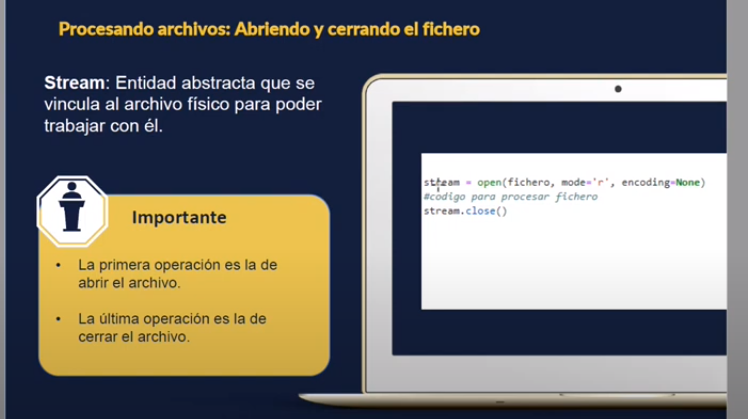 Procesando archivos: Abriendo y cerrando el fichero
Stream: Entidad abstracta que se
vincula al archivo físico para poder
trabajar con él.
Importante
• La primera operación es la de
abrir el archivo.
• La última operación es la de
cerrar el archivo.
stream = open(fichero, mode='r', encoding=None)
#codigo para procesar fichero
stream.close()